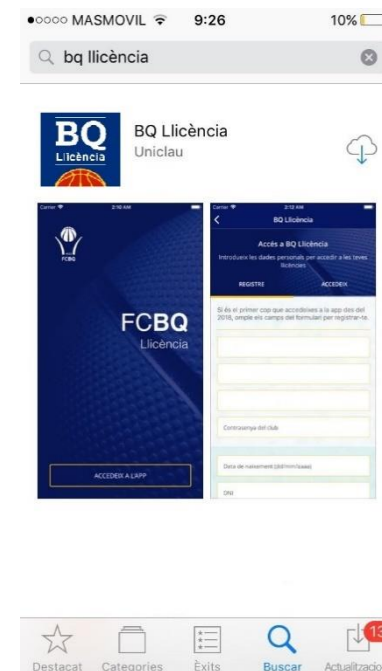 MASMOVIL 9:26 10%
bq llicència
BQ
Llicència
BQ Llicència
Uniclau
Carrier 2:16 AM
FCBQ
FCBQ
Llicència
ACCEDEIX A L'APP
Carrier 2:12 AM
BQ Llicència
Accés a BQ Llicència
Introdueix les dades personals per accedir a les teves
llicències
REGISTRE ACCEDEIX
Si és el primer cop que accedeixes a la app des del
2018, omple els camps del formulari per registrar-te.
Contrasenya del club
Data de naixement (dd/mm/aaaa)
DNI
13
Destacat Categories Èxits Buscar Actualitzacio